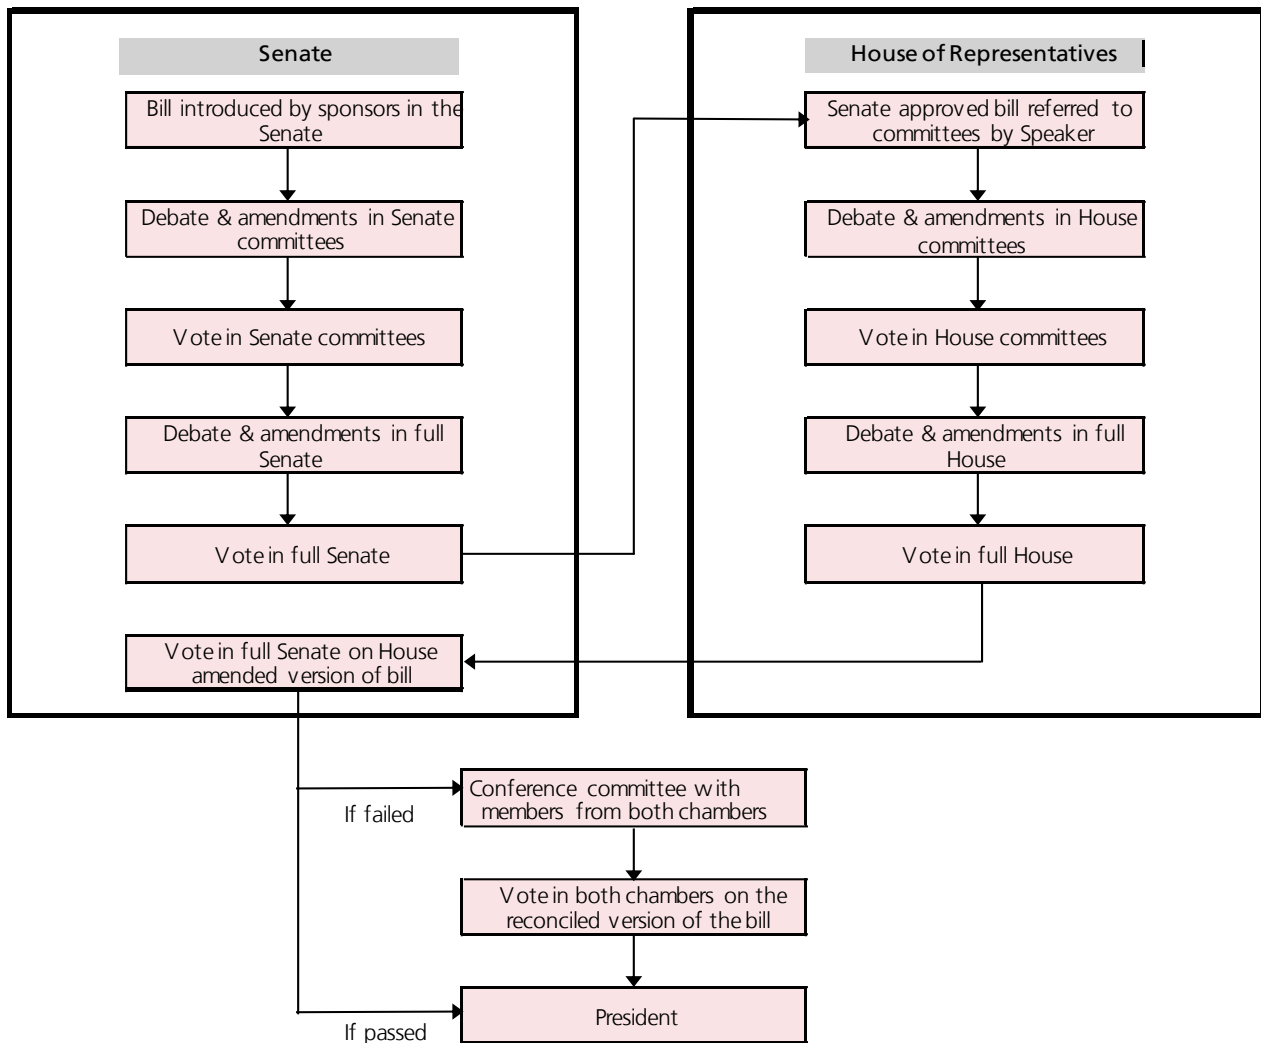 Senate
Bill introduced by sponsors in the
Senate
Debate & amendments in Senate
committees
Vote in Senate committees
Debate & amendments in full
Senate
Vote in full Senate
Vote in full Senate on House
amended version of bill
House of Representatives
Senate approved bill referred to
committees by Speaker
Debate & amendments in House
committees
Vote in House committees
Debate & amendments in full
House
Vote in full House
If failed
Conference committee with
members from both chambers
Vote in both chambers on the
reconciled version of the bill
If passed
President